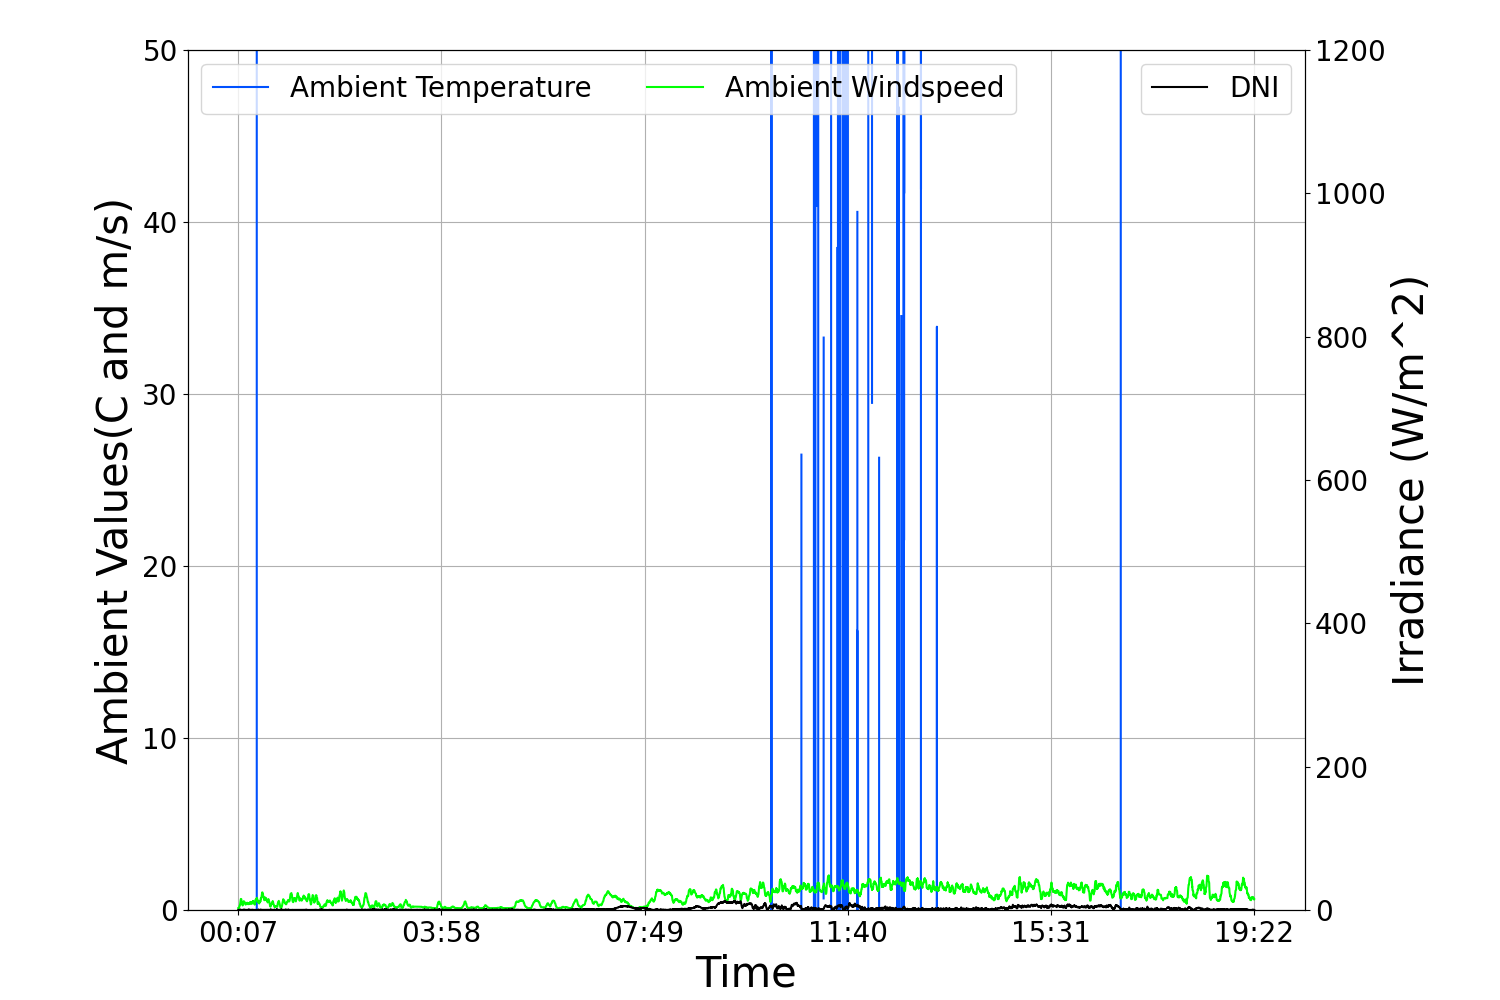 Ambient Temperature
Ambient Windspeed
DNI
Ambient Values(C and m/s)
50
40
30
20
10
0
1200
1000
800
600
400
200
0
Irradiance (W/m^2)
00:07 03:58 07:49 11:40 15:31 19:22
Time